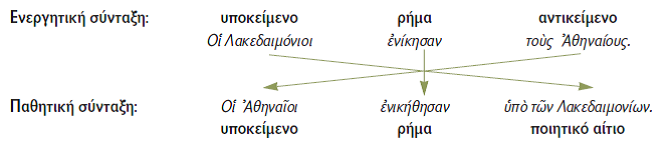 Ενεργητική σύνταξη: υποκείμενο ρήμα αντικείμενο
Οἱ Λακεδαιμόνιοι ἐνίκησαν τοὺς Ἀθηναίους.
Παθητική σύνταξη: Οἱ Ἀθηναῖοι ἐνικήθησαν ὑπὸ τῶν Λακεδαιμονίων.
υποκείμενο ρήμα ποιητικό αίτιο